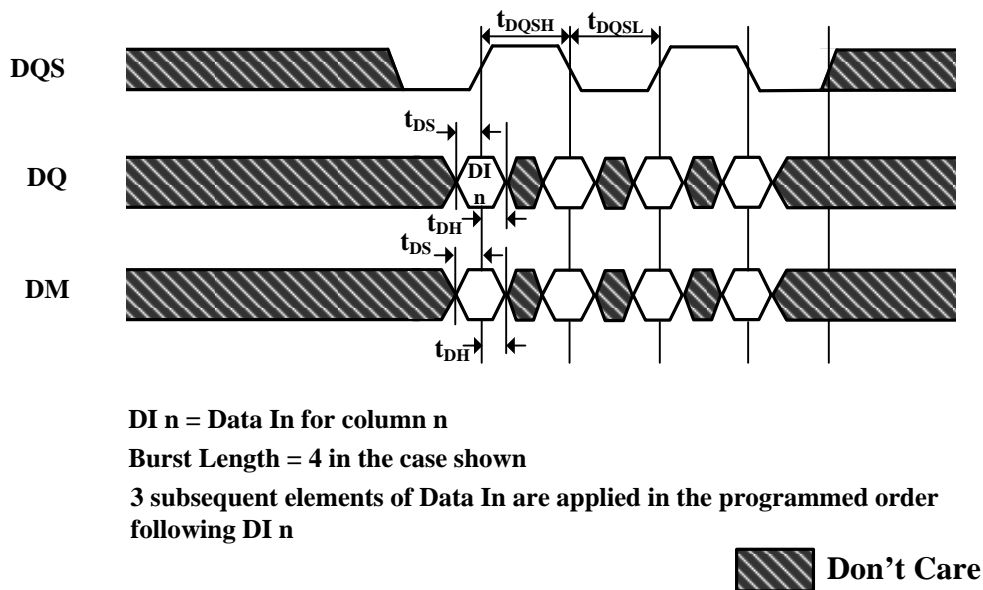 tDQSH tDQSL
DQS
tDS
DQ
DI
n
tDH
tDS
DM
tDH
DI n = Data In for column n
Burst Length = 4 in the case shown
3 subsequent elements of Data In are applied in the programmed order
following DI n
Don't Care